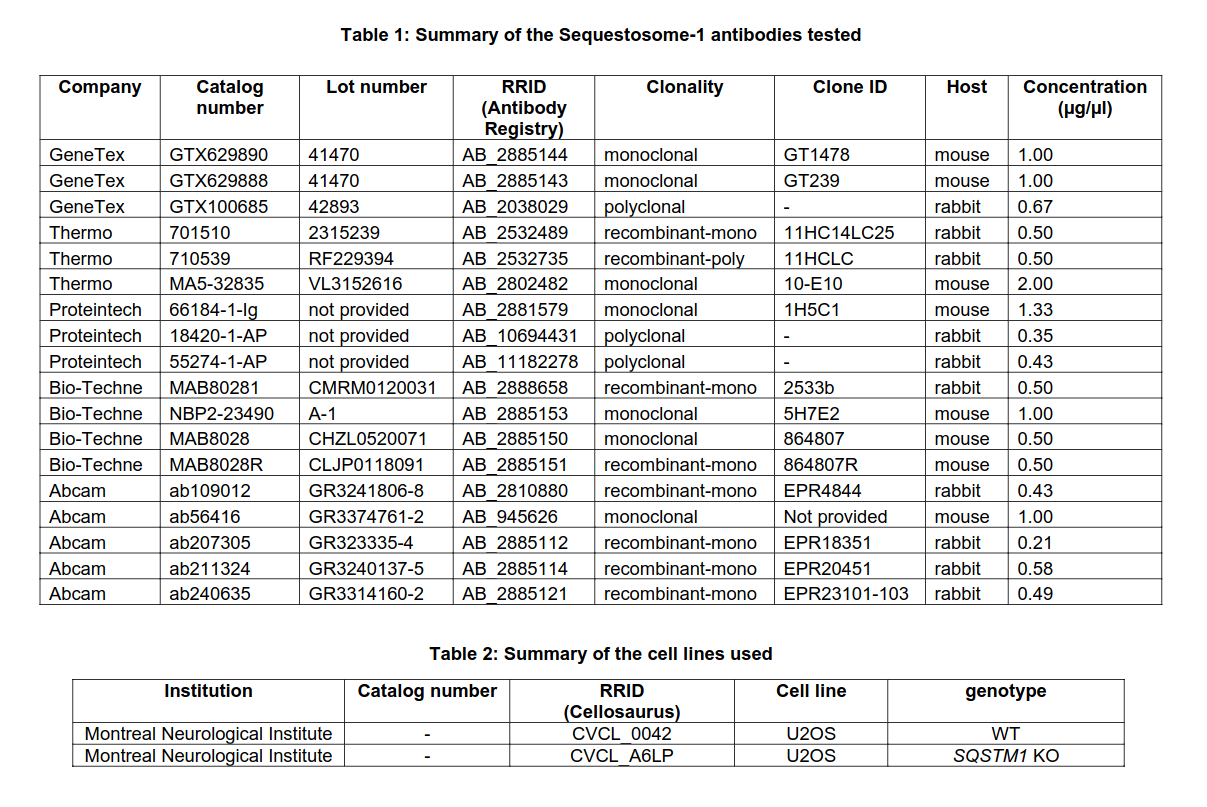 Table 1: Summary of the Sequestosome-1 antibodies tested
Company Catalog number Lot number RRID (Antibody Registry) Clonality Clone ID Host Concentration (µg/µl)
GeneTex GTX629890 41470 AB_2885144 monoclonal GT1478 mouse 1.00
GeneTex GTX629888 41470 AB_2885143 monoclonal GT239 mouse 1.00
GeneTex GTX100685 42893 AB_2038029 polyclonal - rabbit 0.67
Thermo 701510 2315239 AB_2532489 recombinant-mono 11HC14LC25 rabbit 0.50
Thermo 710539 RF229394 AB_2532735 recombinant-poly 11HCLC rabbit 0.50
Thermo MA5-32835 VL3152616 AB_2802482 monoclonal 10-E10 mouse 2.00
Proteintech 66184-1-Ig not provided AB_2881579 monoclonal 1H5C1 mouse 1.33
Proteintech 18420-1-AP not provided AB_10694431 polyclonal - rabbit 0.35
Proteintech 55274-1-AP not provided AB_11182278 polyclonal - rabbit 0.43
Bio-Techne MAB80281 CMRM0120031 AB_2888658 recombinant-mono 2533b rabbit 0.50
Bio-Techne NBP2-23490 A-1 AB_2885153 monoclonal 5H7E2 mouse 1.00
Bio-Techne MAB8028 CHZL0520071 AB_2885150 monoclonal 864807 mouse 0.50
Bio-Techne MAB8028R CLJP0118091 AB_2885151 recombinant-mono 864807R mouse 0.50
Abcam ab109012 GR3241806-8 AB_2810880 recombinant-mono EPR4844 rabbit 0.43
Abcam ab56416 GR3374761-2 AB_945626 monoclonal Not provided mouse 1.00
Abcam ab207305 GR323335-4 AB_2885112 recombinant-mono EPR18351 rabbit 0.21
Abcam ab211324 GR3240137-5 AB_2885114 recombinant-mono EPR20451 rabbit 0.58
Abcam ab240635 GR3314160-2 AB_2885121 recombinant-mono EPR23101-103 rabbit 0.49
Table 2: Summary of the cell lines used
Institution Catalog number RRID (Cellosaurus) Cell line genotype
Montreal Neurological Institute - CVCL_0042 U2OS WT
Montreal Neurological Institute - CVCL_A6LP U2OS SQSTM1 KO